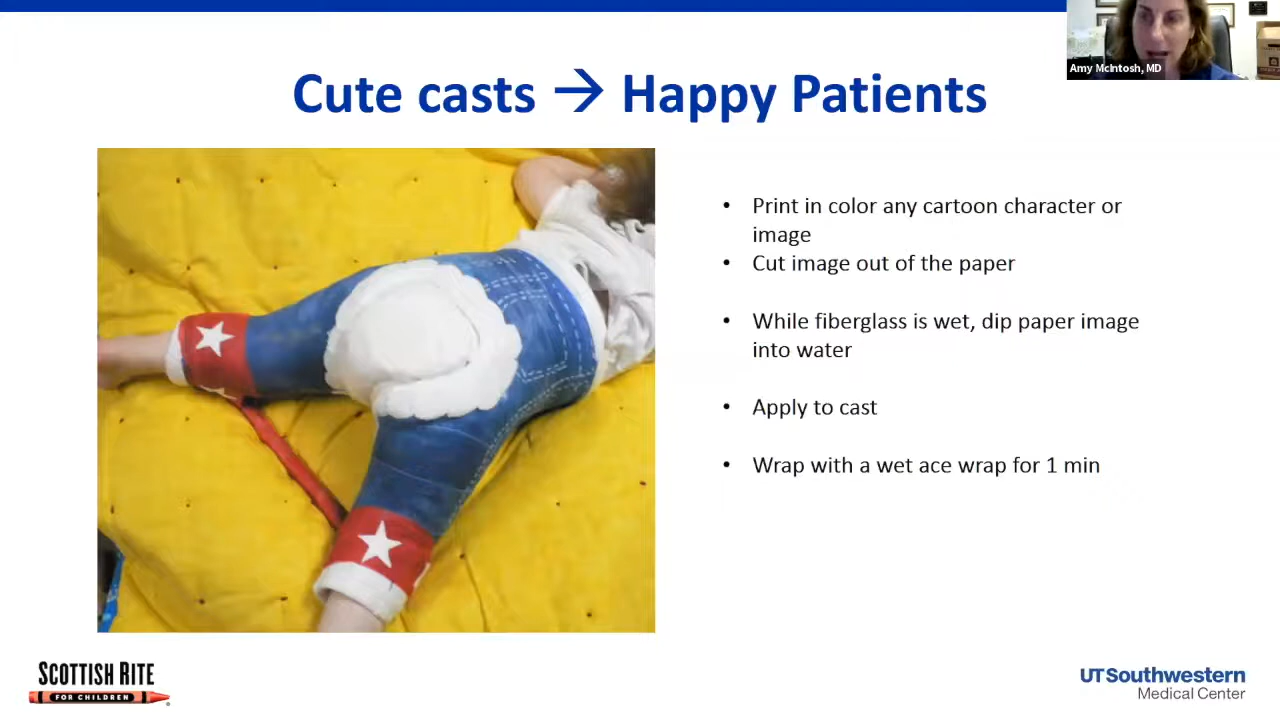 Amy McIntosh, MD
Cute casts → Happy Patients
• Print in color any cartoon character or
image
• Cut image out of the paper
• While fiberglass is wet, dip paper image
into water
• Apply to cast
• Wrap with a wet ace wrap for 1 min
SCOTTISH RITE
FOR CHILDREN
UTSouthwestern
Medical Center